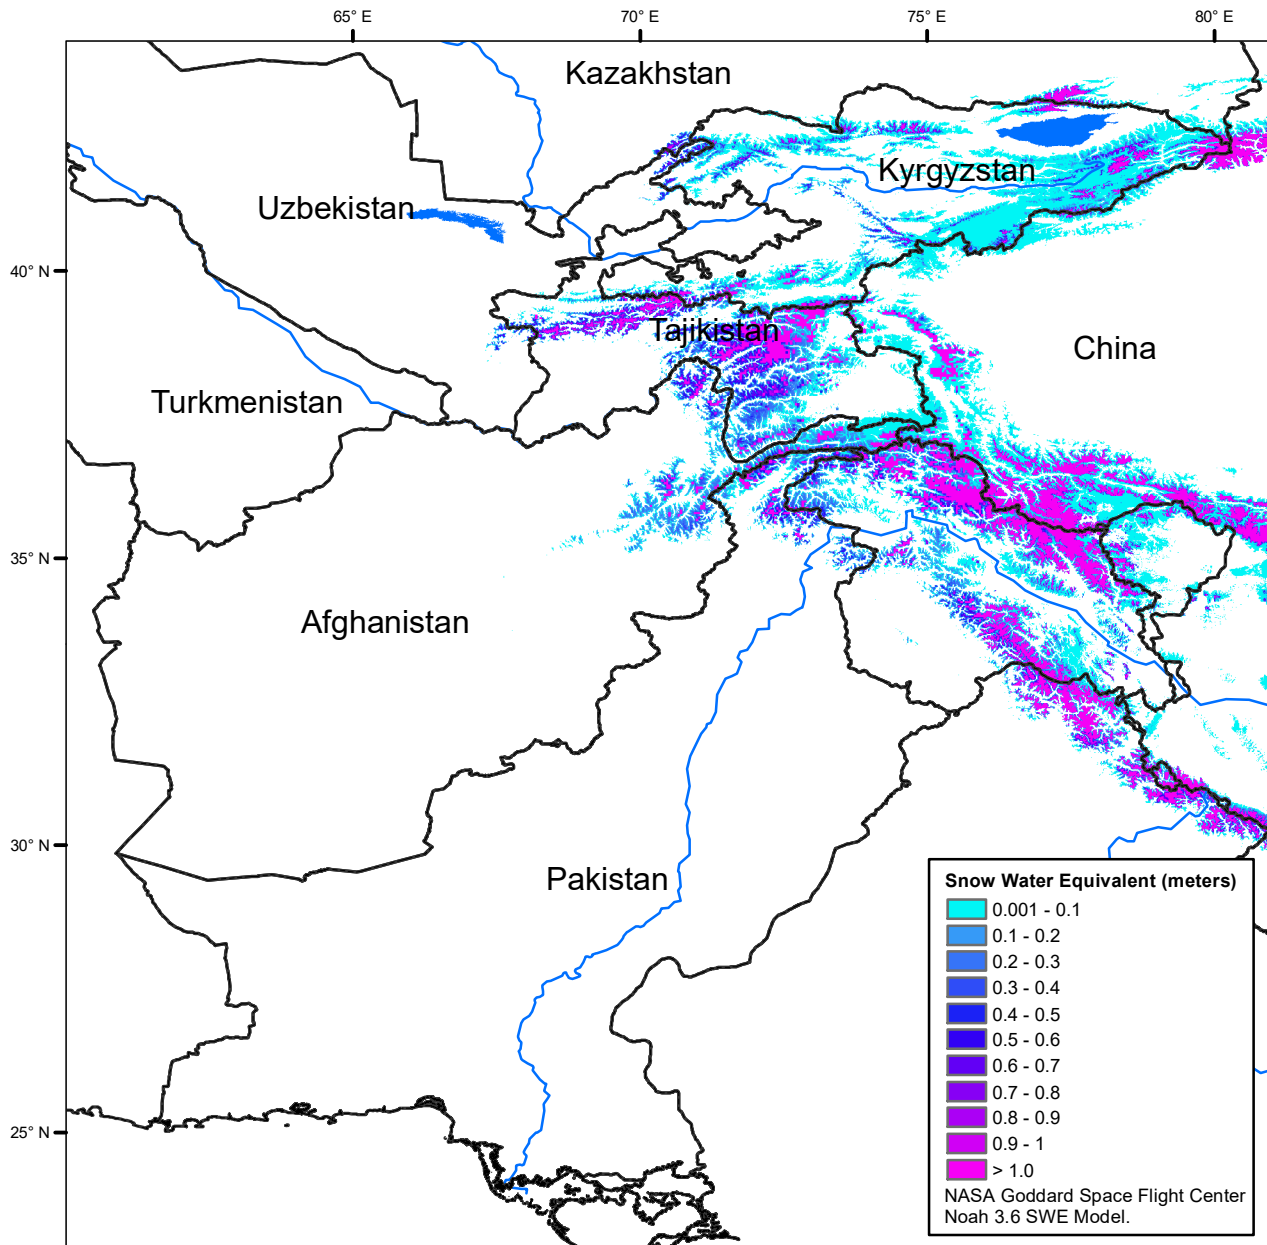 65° E
70° E
75° E
80° E
Kazakhstan
Kyrgyzstan
Uzbekistan
40° N
Tajikistan
China
Turkmenistan
35° N
Afghanistan
30° N
Pakistan
25° N
Snow Water Equivalent (meters)
0.001 - 0.1
0.1 - 0.2
0.2 - 0.3
0.3 - 0.4
0.4 - 0.5
0.5 - 0.6
0.6 - 0.7
0.7 - 0.8
0.8 - 0.9
0.9 - 1
> 1.0
NASA Goddard Space Flight Center
Noah 3.6 SWE Model.